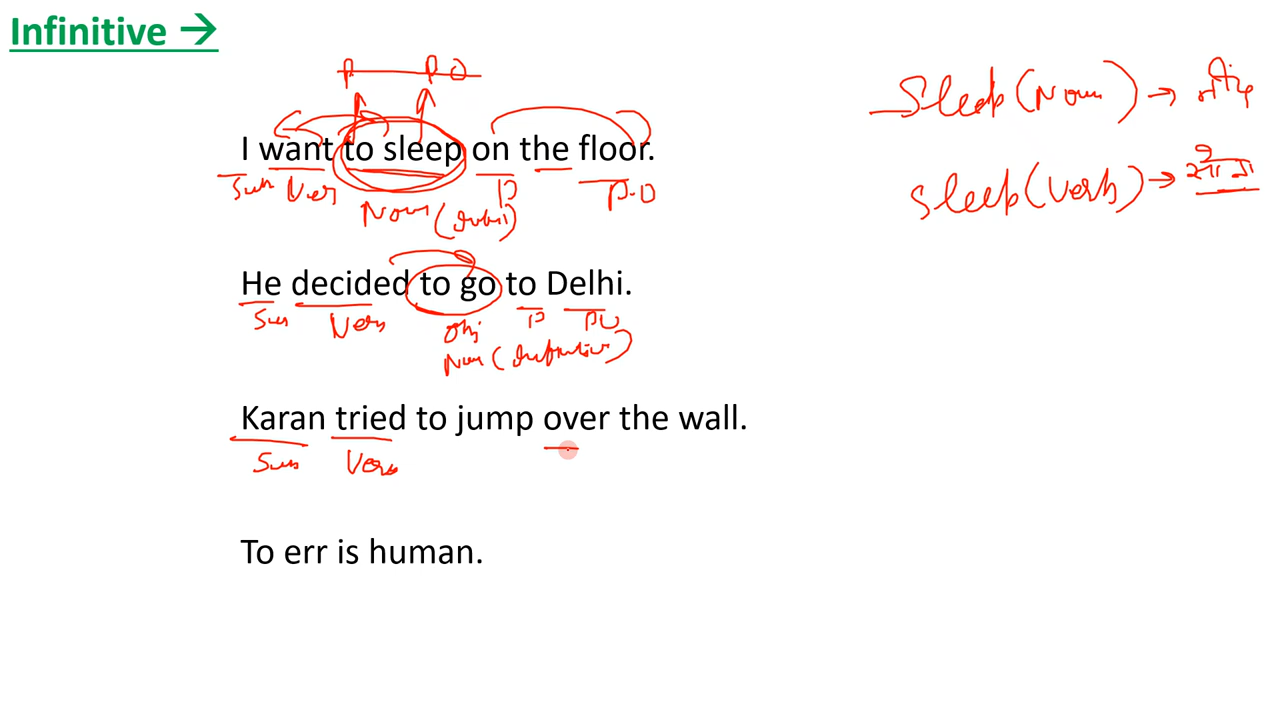 Infinitive →
P P O
I want to sleep on the floor.
Sub Ver Noun (Infini) P P.O
Sleep (Noun) → नींद
Sleep (Verb) → सोना
He decided to go to Delhi.
Sub Verb Obj P PO
Noun (Infinitive)
Karan tried to jump over the wall.
Sub Verb
To err is human.